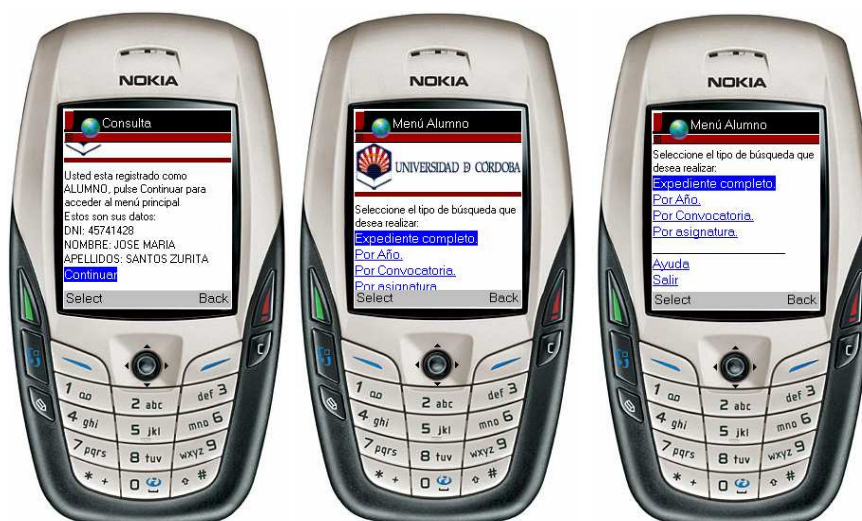 NOKIA
Consulta
Usted esta registrado como
ALUMNO, pulse Continuar para
acceder al menú principal
Estos son sus datos:
DNI: 45741428
NOMBRE: JOSE MARIA
APELLIDOS: SANTOS ZURITA
Continuar
Select Back
1 def 3
2 abc
4 ghi mno 6
5 jkl
7 pqrs wxyz 9
8 tuv
* + #
0
NOKIA
Menú Alumno
UNIVERSIDAD D CÓRDOBA
Seleccione el tipo de búsqueda que
desea realizar:
Expediente completo.
Por Año.
Por Convocatoria.
Por asignatura
Select Back
1 def 3
2 abc
4 ghi mno 6
5 jkl
7 pqrs wxyz 9
8 tuv
* + #
0
NOKIA
Menú Alumno
Seleccione el tipo de búsqueda que
desea realizar:
Expediente completo.
Por Año.
Por Convocatoria.
Por asignatura.
Ayuda
Salir
Select Back
C
1 def 3
2 abc
4 ghi mno 6
5 jkl
7 pqrs wxyz 9
8 tuv
* + #
0